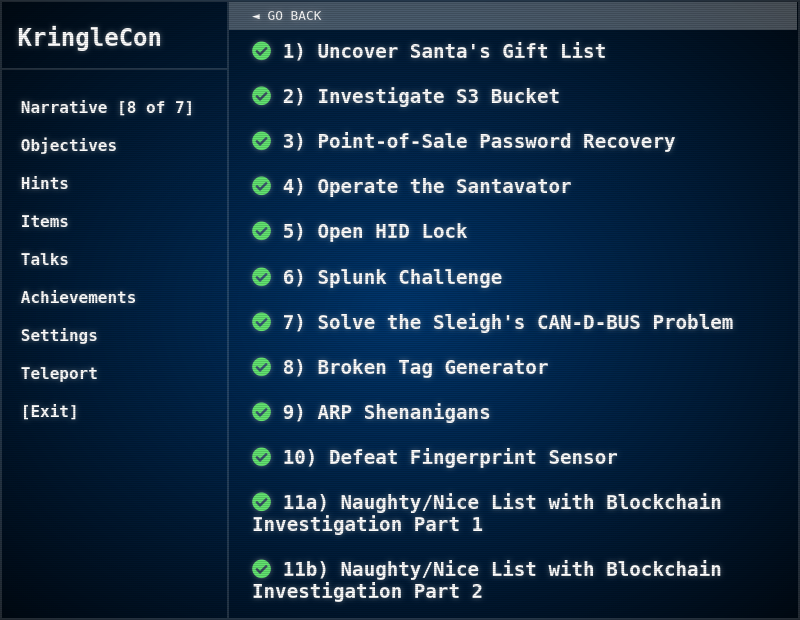 ◄ GO BACK
KringleCon
Narrative [8 of 7]
Objectives
Hints
Items
Talks
Achievements
Settings
Teleport
[Exit]
1) Uncover Santa's Gift List
2) Investigate S3 Bucket
3) Point-of-Sale Password Recovery
4) Operate the Santavator
5) Open HID Lock
6) Splunk Challenge
7) Solve the Sleigh's CAN-D-BUS Problem
8) Broken Tag Generator
9) ARP Shenanigans
10) Defeat Fingerprint Sensor
11a) Naughty/Nice List with Blockchain
Investigation Part 1
11b) Naughty/Nice List with Blockchain
Investigation Part 2